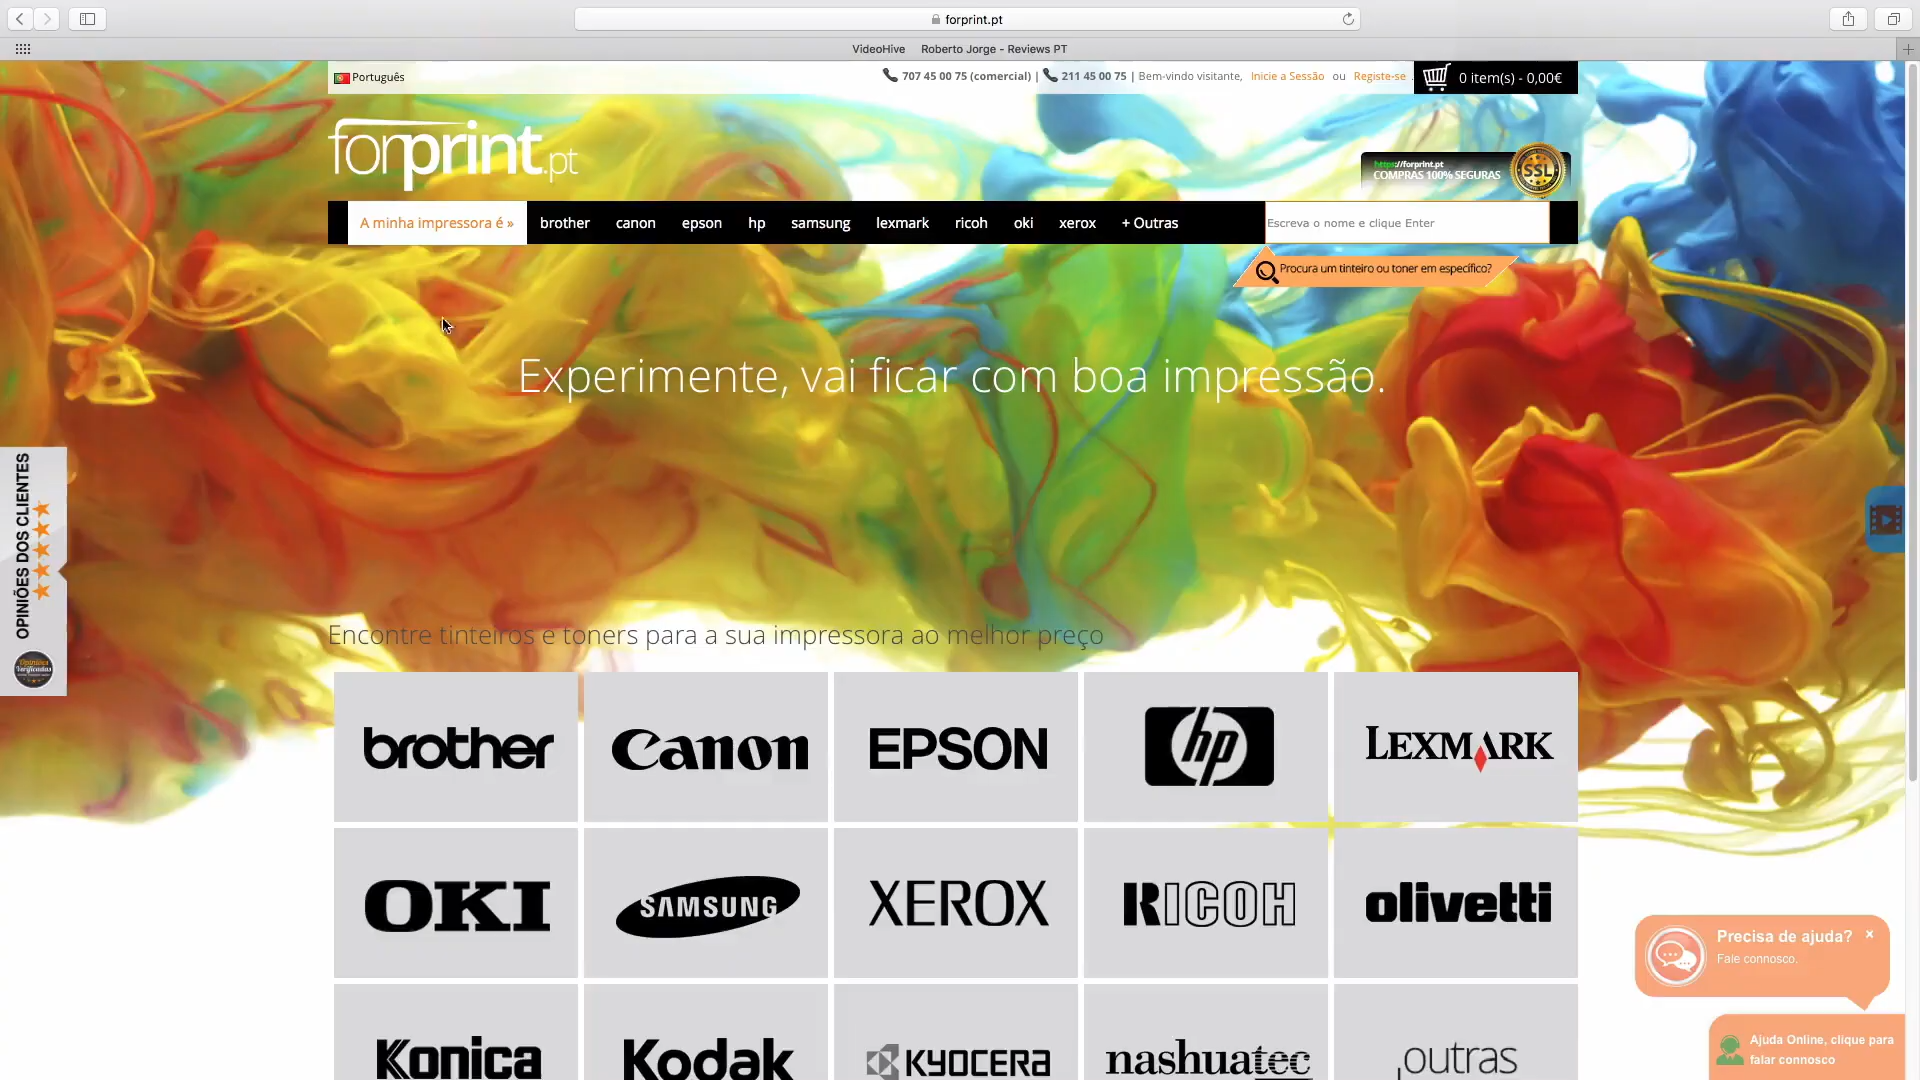 forprint.pt
VideoHive
Roberto Jorge - Reviews PT
Português
707 45 00 75 (comercial) | 211 45 00 75 | Bem-vindo visitante, Inicie a Sessão ou Registe-se .
0 item(s) - 0,00€
forprint.pt
https://forprint.pt
COMPRAS 100% SEGURAS
SSL
A minha impressora é »
brother
canon
epson
hp
samsung
lexmark
ricoh
oki
xerox
+ Outras
Escreva o nome e clique Enter
Procura um tinteiro ou toner em específico?
Experimente, vai ficar com boa impressão.
OPINIÕES DOS CLIENTES
Opiniões
Verificadas
Encontre tinteiros e toners para a sua impressora ao melhor preço
brother
Canon
EPSON
hp
LEXMARK
OKI
SAMSUNG
XEROX
RICOH
olivetti
Precisa de ajuda? ×
Fale connosco.
Konica
Kodak
KYOCERA
nashuatec
outras
Ajuda Online, clique para
falar connosco